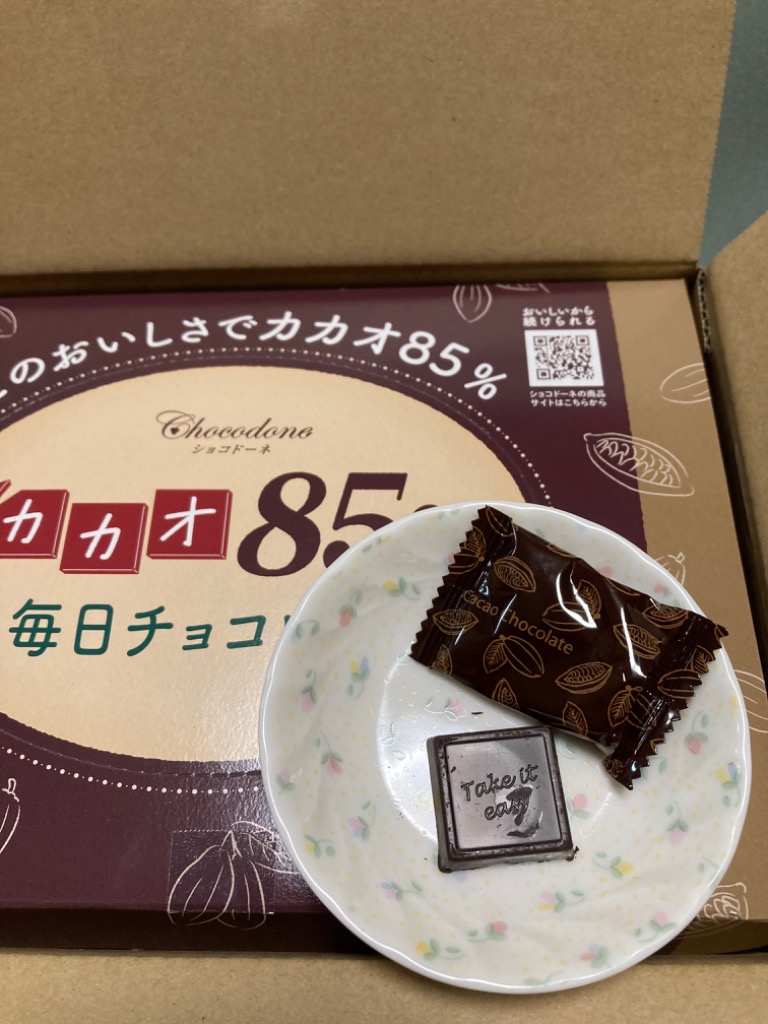 のおいしさでカカオ85%
おいしいから
続けられる
ショコドーネの商品
サイトはこちらから
Chocodone
ショコドーネ
カカオ85
毎日チョコ
Cacao Chocolate
Take it
easy